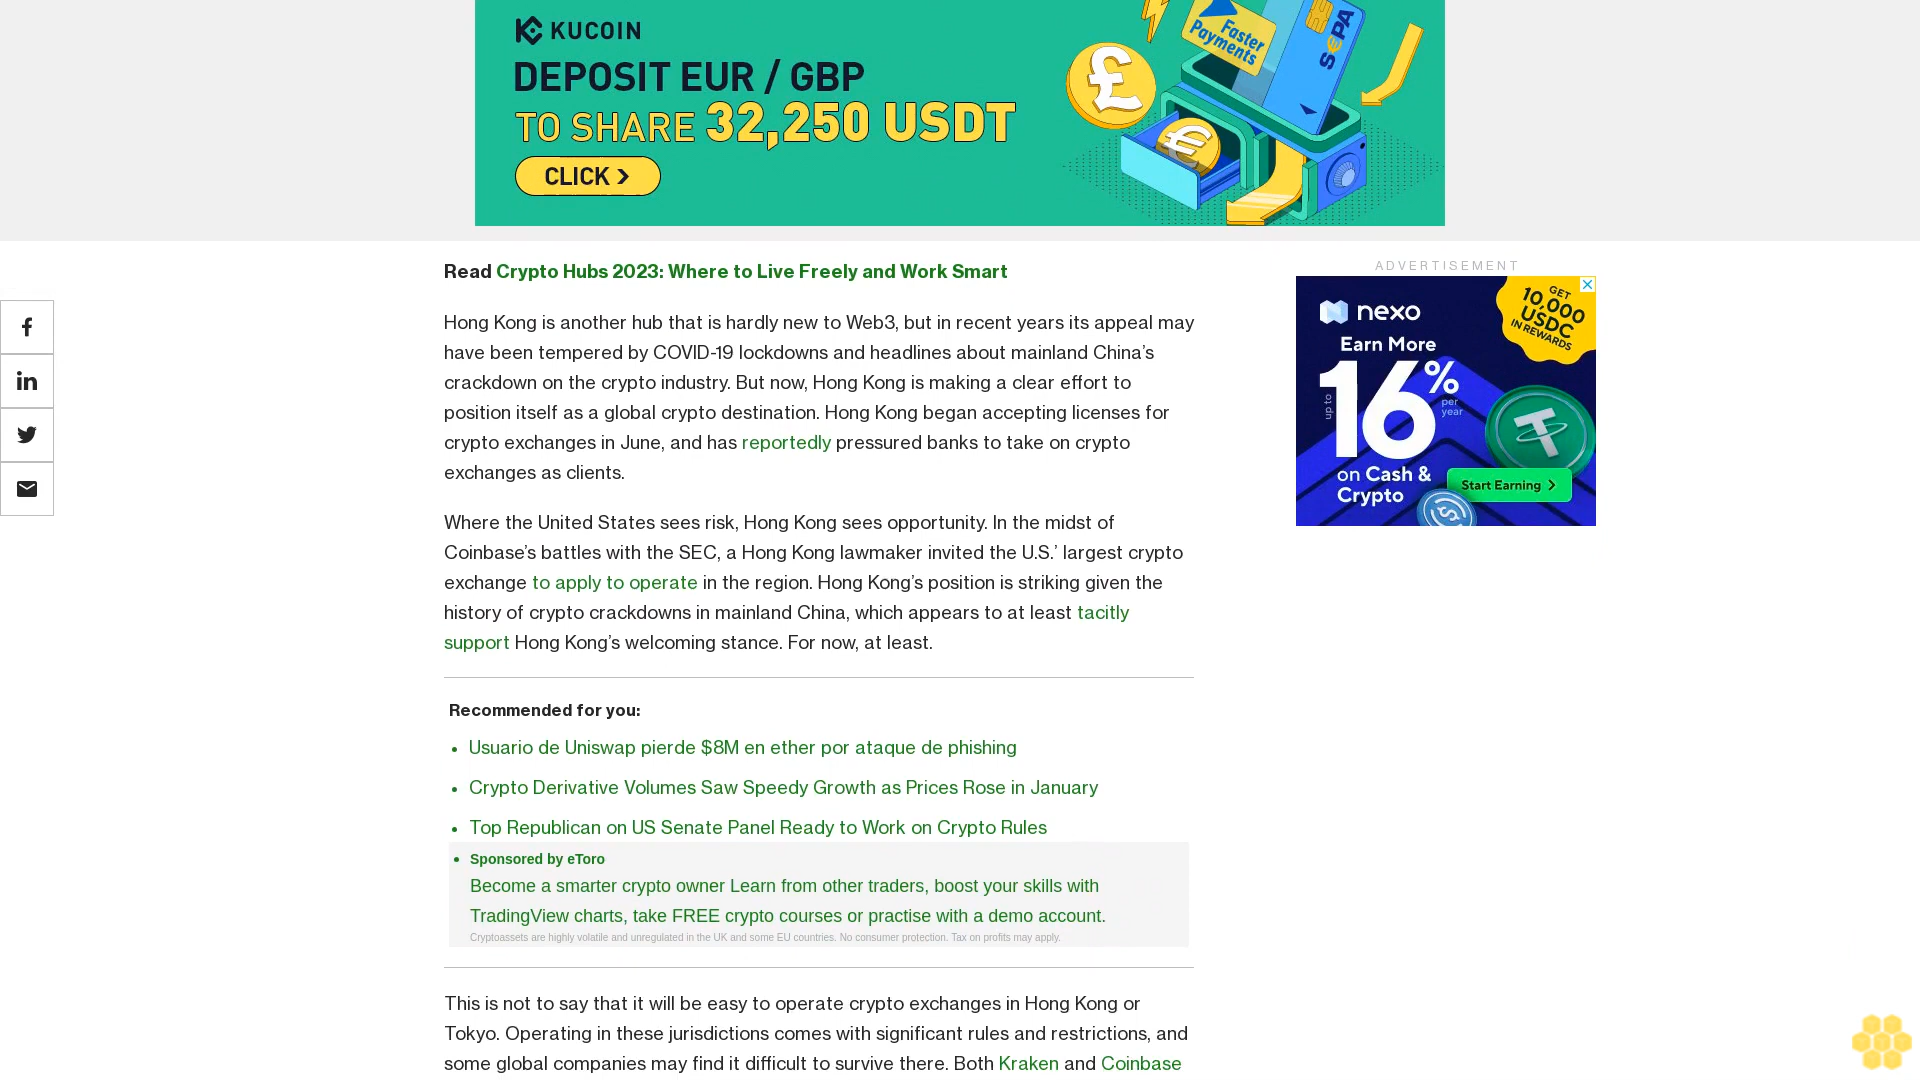 KUCOIN
DEPOSIT EUR / GBP
TO SHARE 32,250 USDT
CLICK
Faster
Payments
S€PA
Read Crypto Hubs 2023: Where to Live Freely and Work Smart
Hong Kong is another hub that is hardly new to Web3, but in recent years its appeal may
have been tempered by COVID-19 lockdowns and headlines about mainland China’s
crackdown on the crypto industry. But now, Hong Kong is making a clear effort to
position itself as a global crypto destination. Hong Kong began accepting licenses for
crypto exchanges in June, and has reportedly pressured banks to take on crypto
exchanges as clients.
Where the United States sees risk, Hong Kong sees opportunity. In the midst of
Coinbase’s battles with the SEC, a Hong Kong lawmaker invited the U.S.’ largest crypto
exchange to apply to operate in the region. Hong Kong’s position is striking given the
history of crypto crackdowns in mainland China, which appears to at least tacitly
support Hong Kong’s welcoming stance. For now, at least.
Recommended for you:
• Usuario de Uniswap pierde $8M en ether por ataque de phishing
• Crypto Derivative Volumes Saw Speedy Growth as Prices Rose in January
• Top Republican on US Senate Panel Ready to Work on Crypto Rules
• Sponsored by eToro
Become a smarter crypto owner Learn from other traders, boost your skills with
TradingView charts, take FREE crypto courses or practise with a demo account.
Cryptoassets are highly volatile and unregulated in the UK and some EU countries. No consumer protection. Tax on profits may apply.
This is not to say that it will be easy to operate crypto exchanges in Hong Kong or
Tokyo. Operating in these jurisdictions comes with significant rules and restrictions, and
some global companies may find it difficult to survive there. Both Kraken and Coinbase
ADVERTISEMENT
nexo
GET
10,000
USDC
IN REWARDS
Earn More
up to
16%
per
year
on Cash &
Crypto
Start Earning